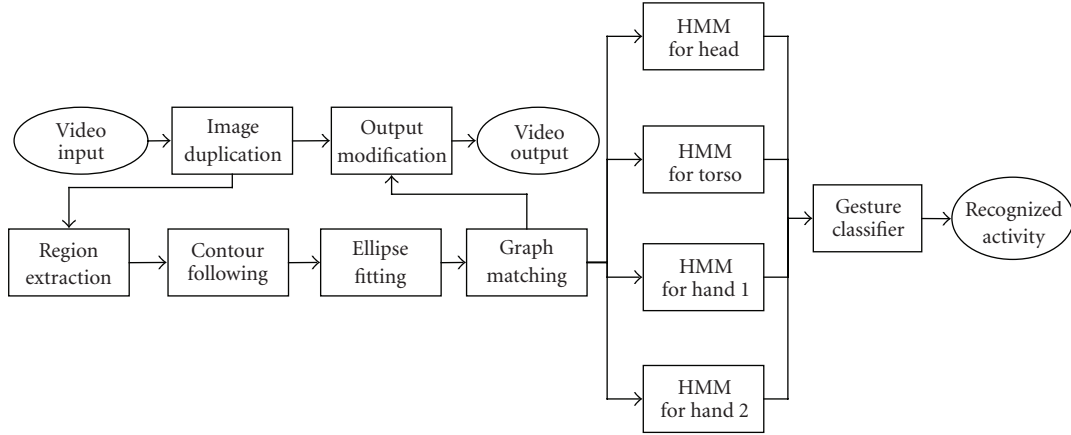 HMM
for head
Video
input
Image
duplication
Output
modification
Video
output
HMM
for torso
Gesture
classifier
Recognized
activity
Region
extraction
Contour
following
Ellipse
fitting
Graph
matching
HMM
for hand 1
HMM
for hand 2